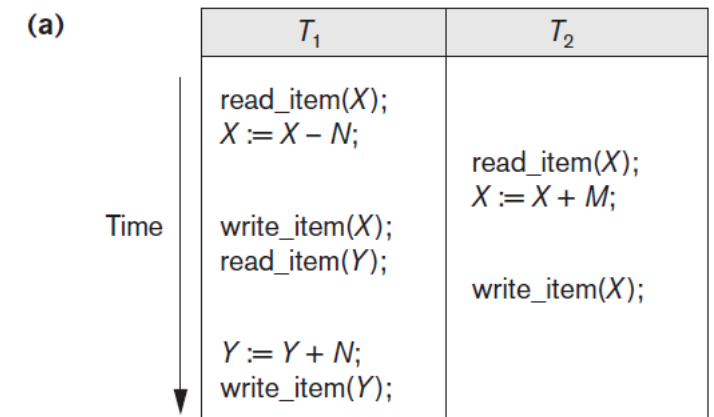 (a)
T₁ T₂
read_item(X);
X := X – N;
read_item(X);
X := X + M;
Time
write_item(X);
read_item(Y);
write_item(X);
Y := Y + N;
write_item(Y);